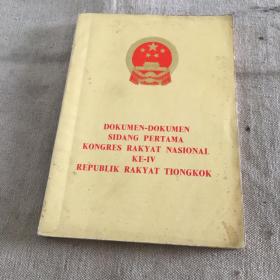 DOKUMEN-DOKUMEN
SIDANG PERTAMA
KONGRES RAKYAT NASIONAL
KE-IV
REPUBLIK RAKYAT TIONGKOK